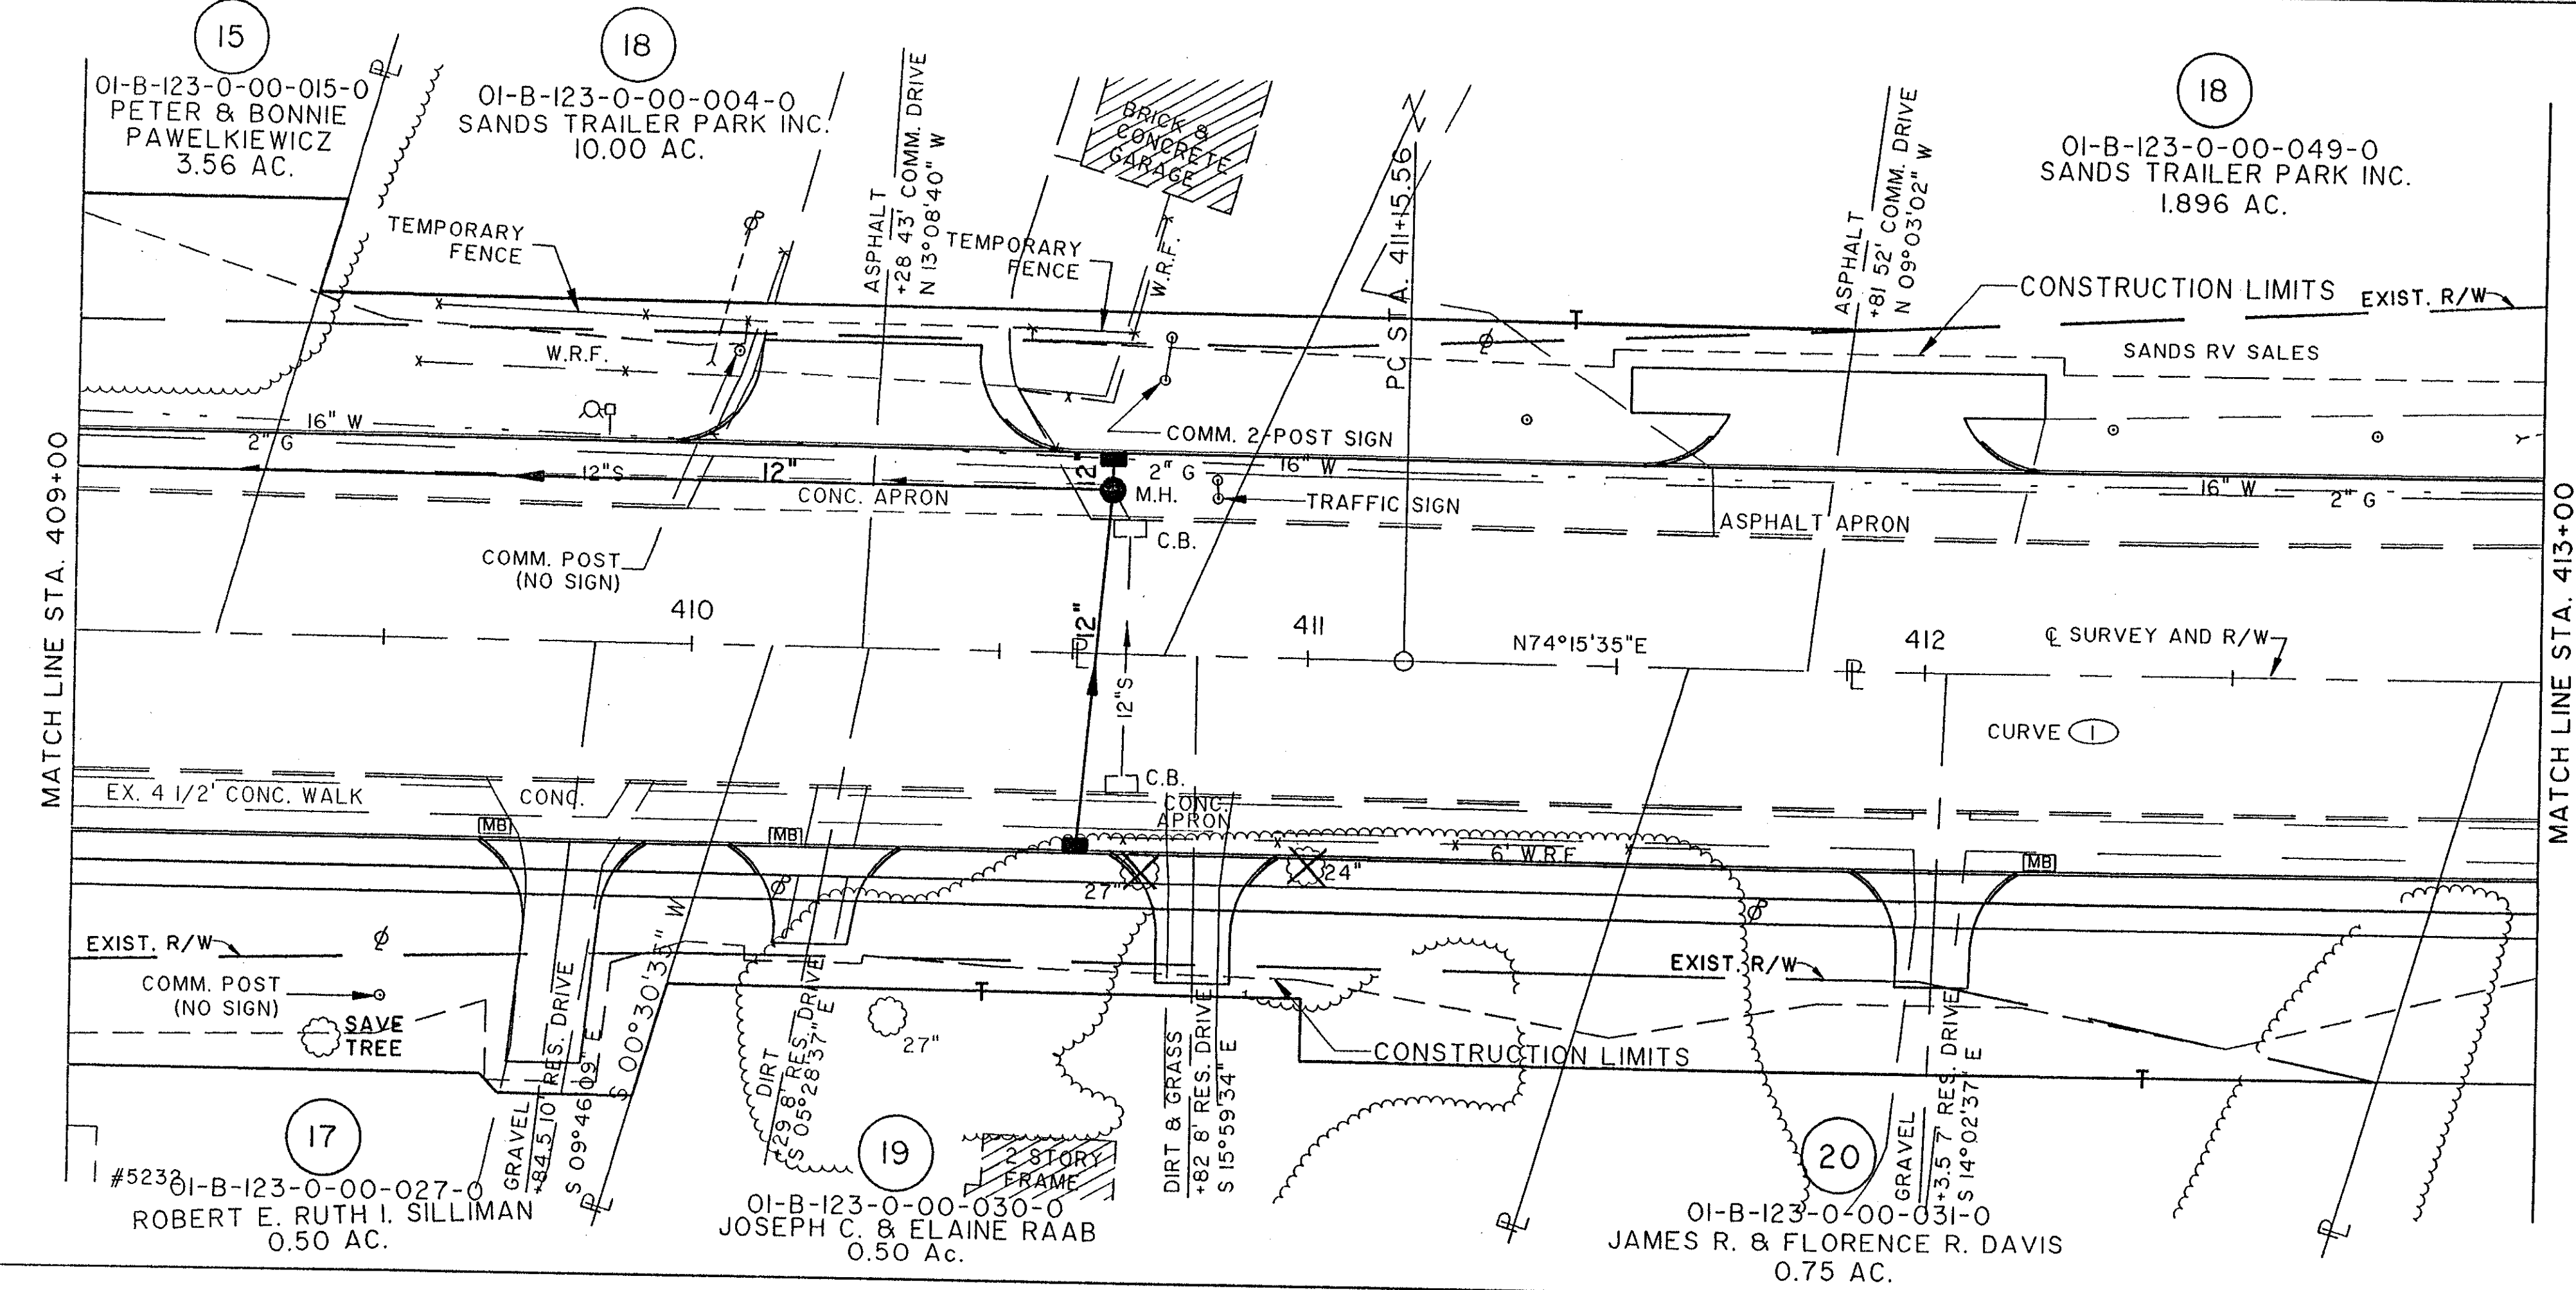 15
01-B-123-0-00-015-0
PETER & BONNIE
PAWELKIEWICZ
3.56 AC.
18
01-B-123-0-00-004-0
SANDS TRAILER PARK INC.
10.00 AC.
ASPHALT
+28 43' COMM. DRIVE
N 13°08'40" W
BRICK &
CONCRETE
GARAGE
PC STA. 411+15.56
ASPHALT
+81 52' COMM. DRIVE
N 09°03'02" W
18
01-B-123-0-00-049-0
SANDS TRAILER PARK INC.
1.896 AC.
TEMPORARY
FENCE
TEMPORARY
FENCE
W.R.F.
CONSTRUCTION LIMITS
EXIST. R/W
T
W.R.F.
SANDS RV SALES
16" W
2" G
12"S
12"
CONC. APRON
12"
M.H.
COMM. 2-POST SIGN
2" G
16" W
TRAFFIC SIGN
C.B.
ASPHALT APRON
16" W
2" G
COMM. POST
(NO SIGN)
MATCH LINE STA. 409+00
MATCH LINE STA. 413+00
410
12"
12"S
411
N74°15'35"E
412
℄ SURVEY AND R/W
CURVE 1
EX. 4 1/2' CONC. WALK
CONC.
C.B.
CONC.
APRON
MB
MB
6' W.R.F.
MB
27"
24"
EXIST. R/W
COMM. POST
(NO SIGN)
SAVE
TREE
T
27"
EXIST. R/W
CONSTRUCTION LIMITS
T
GRAVEL
+84.5 10' RES. DRIVE
S 09°46'09" E
S 00°30'35" W
DIRT
+29 8' RES. DRIVE
S 05°28'37" E
DIRT & GRASS
+82 8' RES. DRIVE
S 15°59'34" E
GRAVEL
+3.5 7' RES. DRIVE
S 14°02'37" E
17
#5232
01-B-123-0-00-027-0
ROBERT E. RUTH I. SILLIMAN
0.50 AC.
19
2 STORY
FRAME
01-B-123-0-00-030-0
JOSEPH C. & ELAINE RAAB
0.50 Ac.
20
01-B-123-0-00-031-0
JAMES R. & FLORENCE R. DAVIS
0.75 AC.